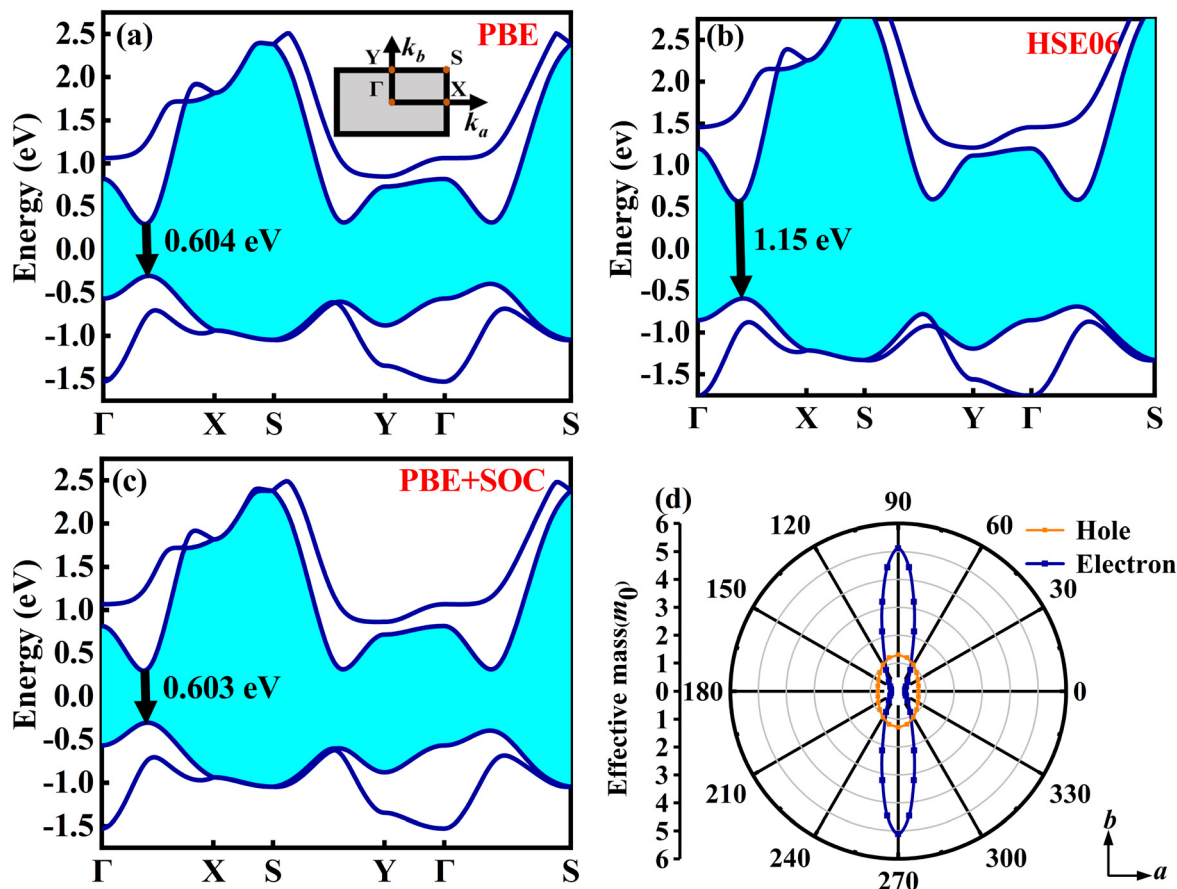 (a) PBE
2.5
2.0
1.5
1.0
0.5
0.0
-0.5
-1.0
-1.5
Energy (eV)
Y k_b S
Γ X
k_a
0.604 eV
Γ X S Y Γ S
(b) HSE06
2.5
2.0
1.5
1.0
0.5
0.0
-0.5
-1.0
-1.5
Energy (ev)
1.15 eV
Γ X S Y Γ S
(c) PBE+SOC
2.5
2.0
1.5
1.0
0.5
0.0
-0.5
-1.0
-1.5
Energy (eV)
0.603 eV
Γ X S Y Γ S
(d)
6
5
4
3
2
1
0
1
2
3
4
5
6
Effective mass(m₀)
90
120 60
150 30
180 0
210 330
240 300
270
Hole
Electron
b
a